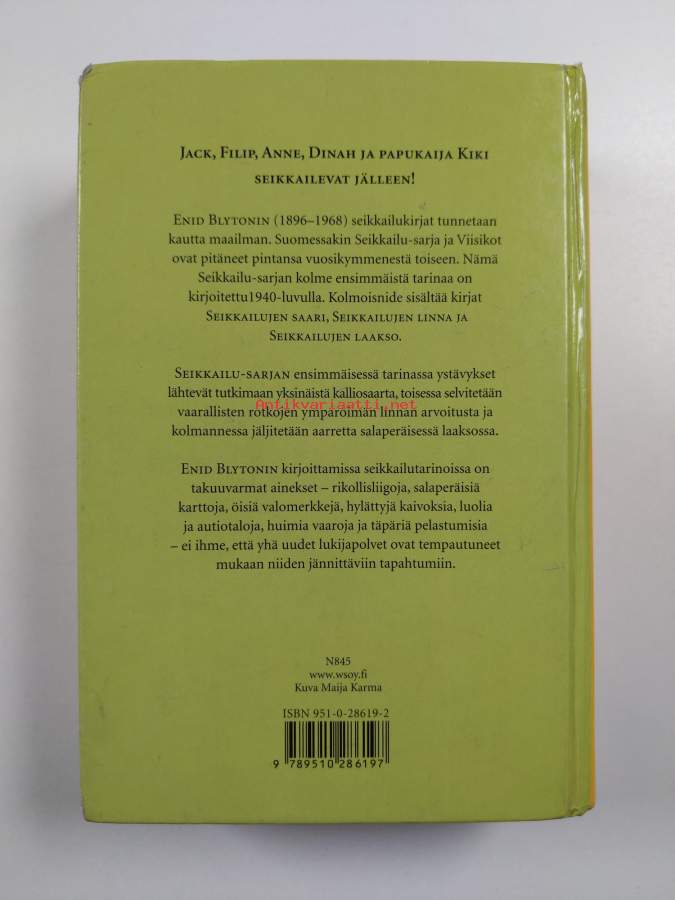 Jack, Filip, Anne, Dinah ja papukaija Kiki
seikkailevat jälleen!
Enid Blytonin (1896–1968) seikkailukirjat tunnetaan
kautta maailman. Suomessakin Seikkailu-sarja ja Viisikot
ovat pitäneet pintansa vuosikymmenestä toiseen. Nämä
Seikkailu-sarjan kolme ensimmäistä tarinaa on
kirjoitettu1940-luvulla. Kolmoisnide sisältää kirjat
Seikkailujen saari, Seikkailujen linna ja
Seikkailujen laakso.
Seikkailu-sarjan ensimmäisessä tarinassa ystävykset
lähtevät tutkimaan yksinäistä kalliosaarta, toisessa selvitetään
Antikvariaatti.net
vaarallisten rotkojen ympäröimän linnan arvoitusta ja
kolmannessa jäljitetään aarretta salaperäisessä laaksossa.
Enid Blytonin kirjoittamissa seikkailutarinoissa on
takuuvarmat ainekset – rikollisliigoja, salaperäisiä
karttoja, öisiä valomerkkejä, hylättyjä kaivoksia, luolia
ja autiotaloja, huimia vaaroja ja täpäriä pelastumisia
– ei ihme, että yhä uudet lukijapolvet ovat tempautuneet
mukaan niiden jännittäviin tapahtumiin.
N845
www.wsoy.fi
Kuva Maija Karma
ISBN 951-0-28619-2
9 789510 286197